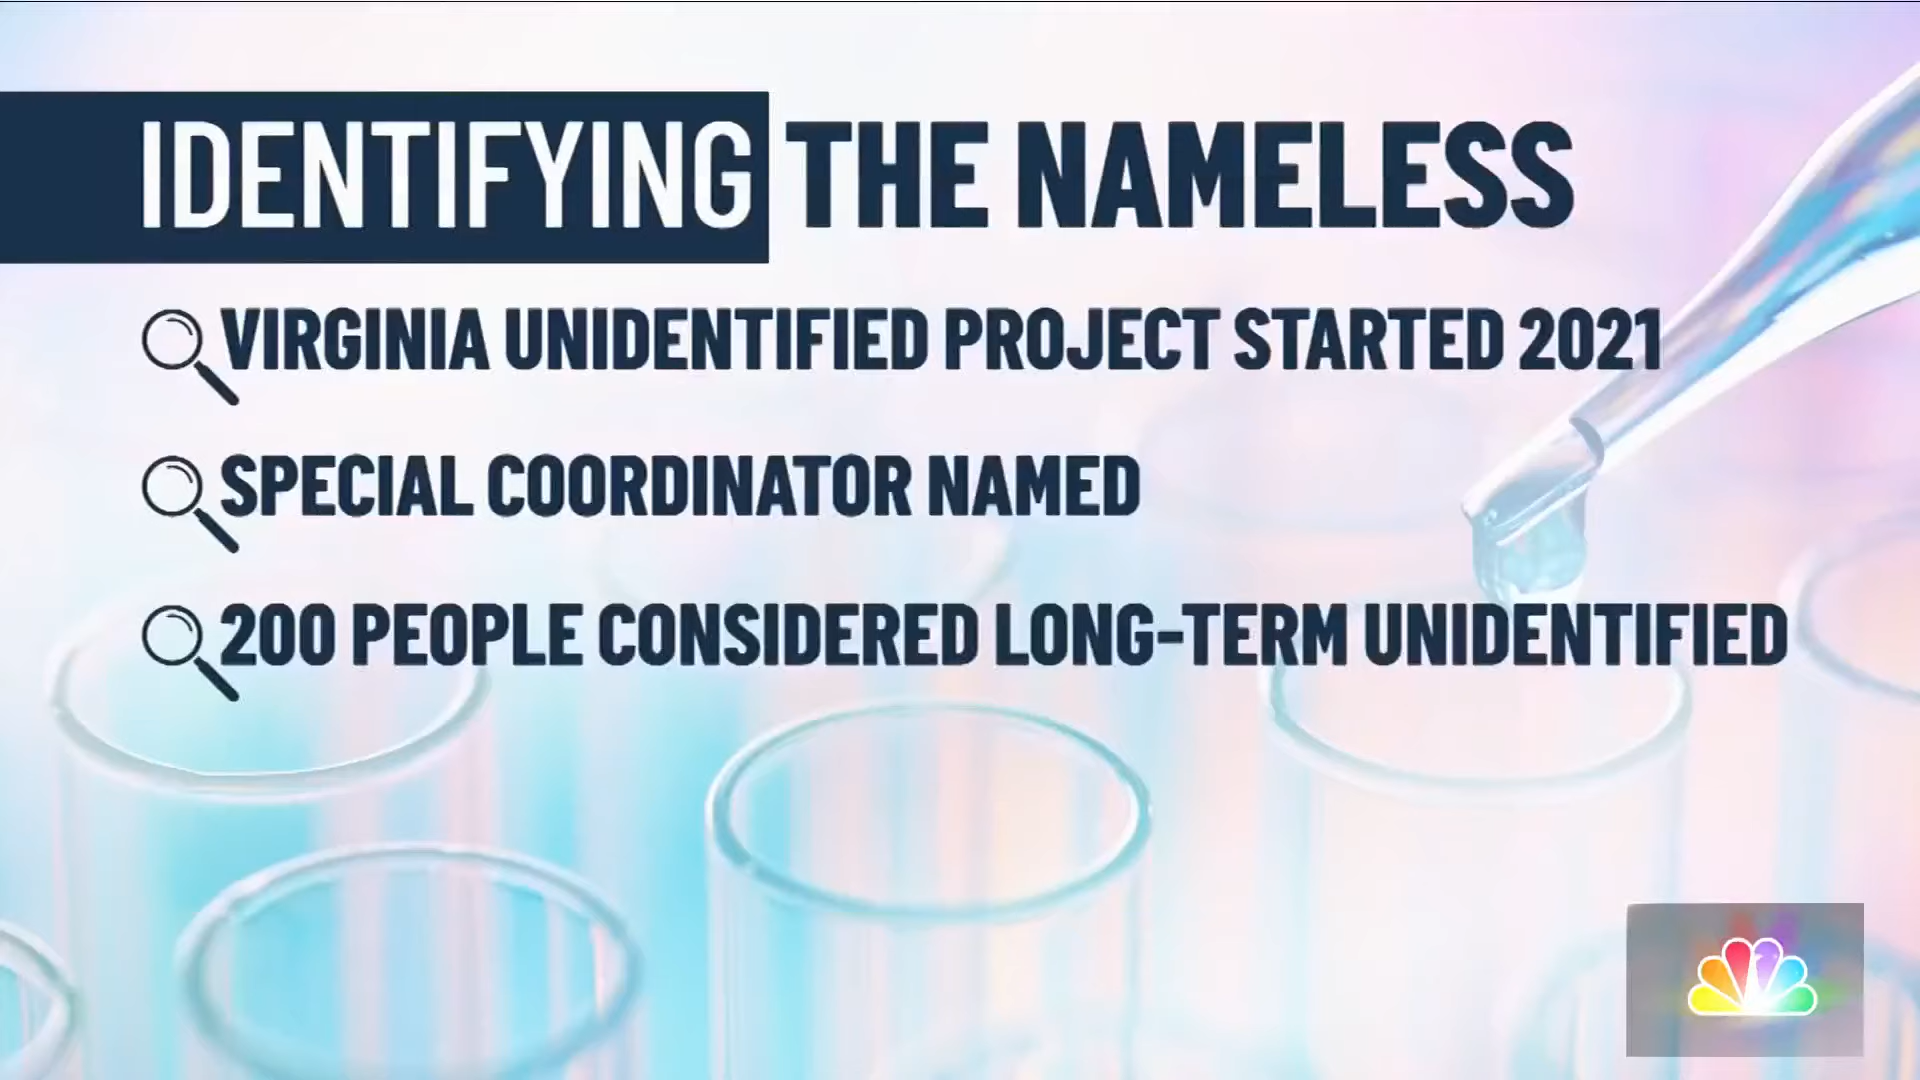 IDENTIFYING THE NAMELESS
VIRGINIA UNIDENTIFIED PROJECT STARTED 2021
SPECIAL COORDINATOR NAMED
200 PEOPLE CONSIDERED LONG-TERM UNIDENTIFIED